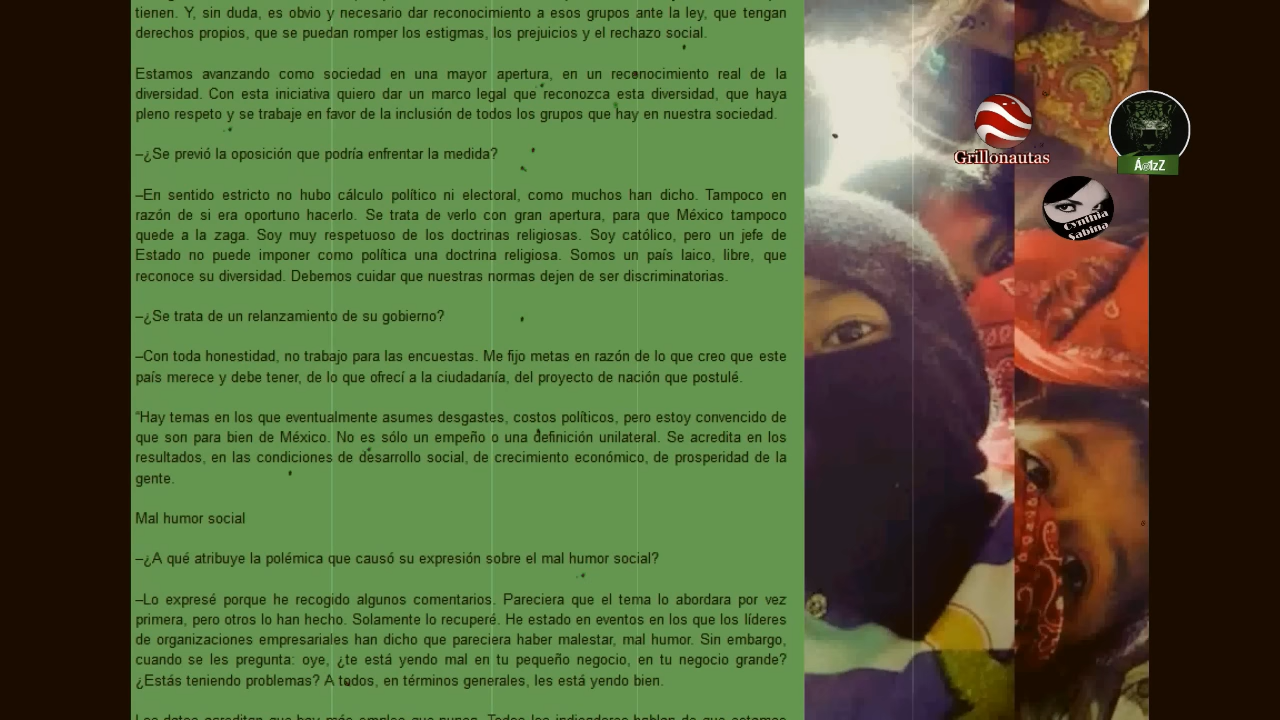 tienen. Y, sin duda, es obvio y necesario dar reconocimiento a esos grupos ante la ley, que tengan
derechos propios, que se puedan romper los estigmas, los prejuicios y el rechazo social.
Estamos avanzando como sociedad en una mayor apertura, en un reconocimiento real de la
diversidad. Con esta iniciativa quiero dar un marco legal que reconozca esta diversidad, que haya
pleno respeto y se trabaje en favor de la inclusión de todos los grupos que hay en nuestra sociedad.
–¿Se previó la oposición que podría enfrentar la medida?
–En sentido estricto no hubo cálculo político ni electoral, como muchos han dicho. Tampoco en
razón de si era oportuno hacerlo. Se trata de verlo con gran apertura, para que México tampoco
quede a la zaga. Soy muy respetuoso de los doctrinas religiosas. Soy católico, pero un jefe de
Estado no puede imponer como política una doctrina religiosa. Somos un país laico, libre, que
reconoce su diversidad. Debemos cuidar que nuestras normas dejen de ser discriminatorias.
–¿Se trata de un relanzamiento de su gobierno?
–Con toda honestidad, no trabajo para las encuestas. Me fijo metas en razón de lo que creo que este
país merece y debe tener, de lo que ofrecí a la ciudadanía, del proyecto de nación que postulé.
“Hay temas en los que eventualmente asumes desgastes, costos políticos, pero estoy convencido de
que son para bien de México. No es sólo un empeño o una definición unilateral. Se acredita en los
resultados, en las condiciones de desarrollo social, de crecimiento económico, de prosperidad de la
gente.
Mal humor social
–¿A qué atribuye la polémica que causó su expresión sobre el mal humor social?
–Lo expresé porque he recogido algunos comentarios. Pareciera que el tema lo abordara por vez
primera, pero otros lo han hecho. Solamente lo recuperé. He estado en eventos en los que los líderes
de organizaciones empresariales han dicho que pareciera haber malestar, mal humor. Sin embargo,
cuando se les pregunta: oye, ¿te está yendo mal en tu pequeño negocio, en tu negocio grande?
¿Estás teniendo problemas? A todos, en términos generales, les está yendo bien.
Los datos acreditan que hay más empleo que nunca. Todos los indicadores hablan de que estamos
Grillonautas
Cynthia
Sabina